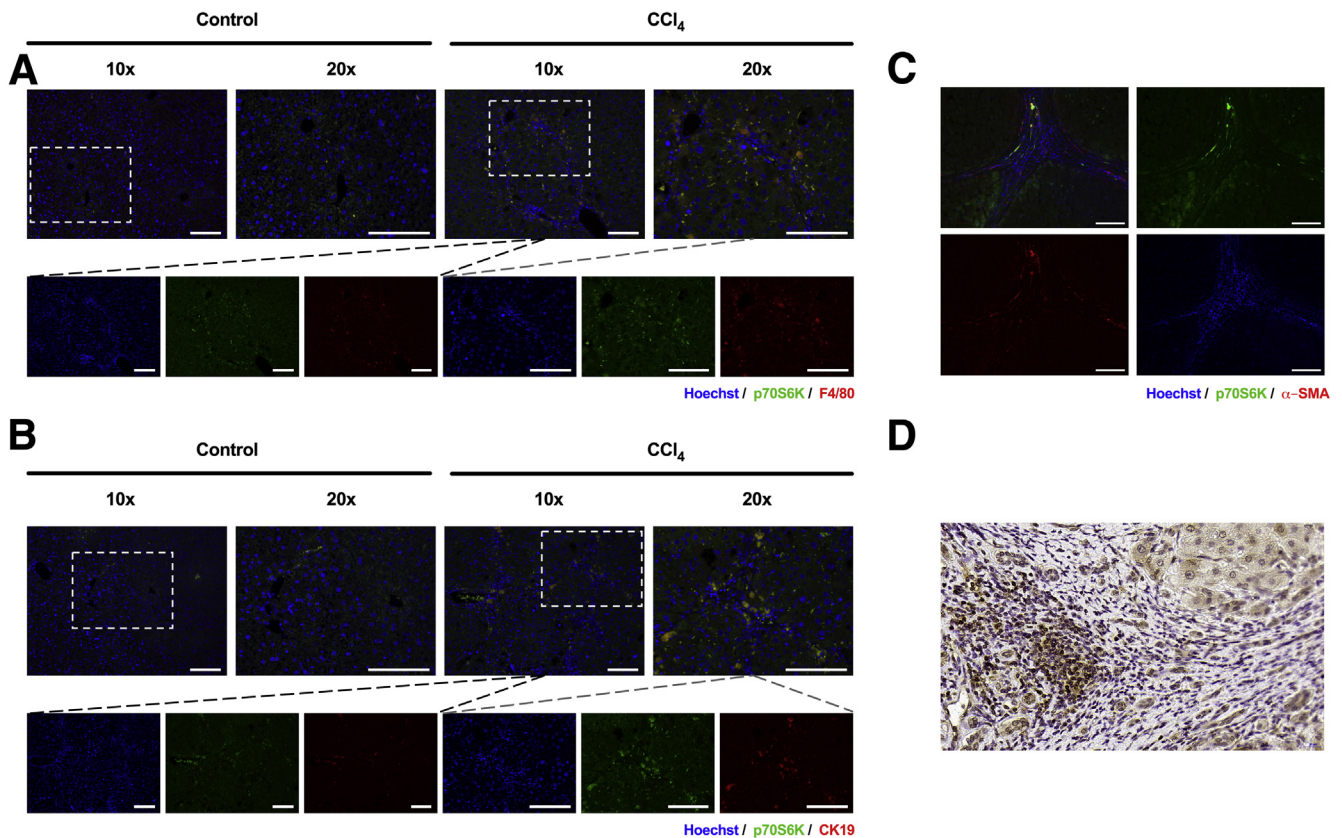 Control
CCl₄
A
10x
20x
10x
20x
Hoechst / p70S6K / F4/80
B
Control
CCl₄
10x
20x
10x
20x
Hoechst / p70S6K / CK19
C
Hoechst / p70S6K / α-SMA
D